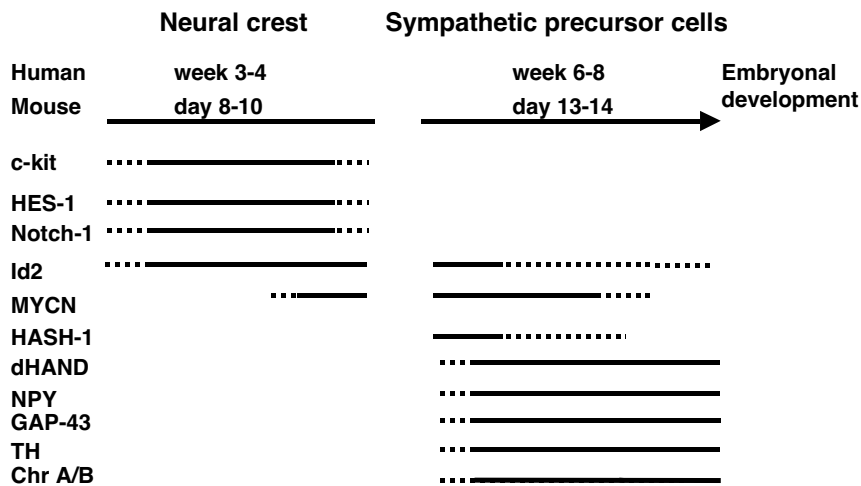 Neural crest Sympathetic precursor cells
Human week 3-4 week 6-8 Embryonal
Mouse day 8-10 day 13-14 development
c-kit
HES-1
Notch-1
Id2
MYCN
HASH-1
dHAND
NPY
GAP-43
TH
Chr A/B